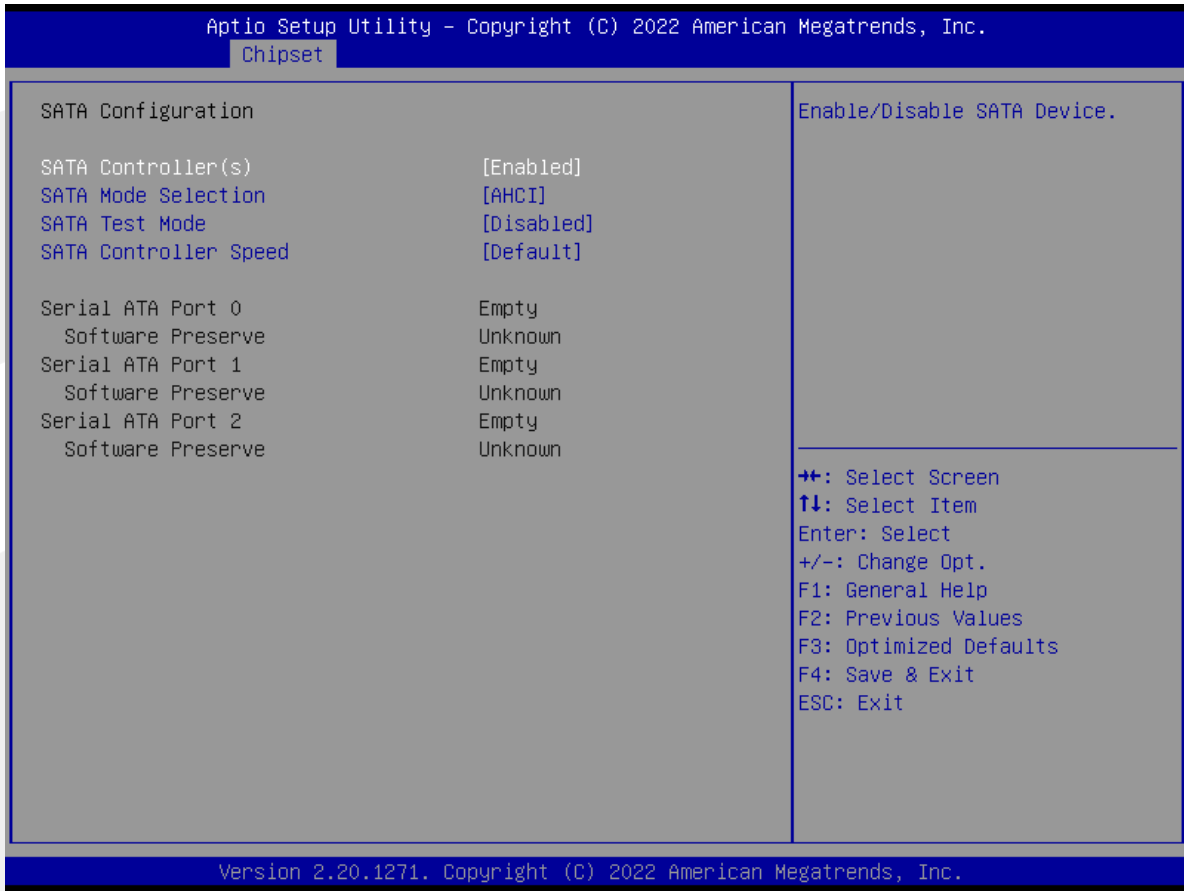 Aptio Setup Utility – Copyright (C) 2022 American Megatrends, Inc.
Chipset
SATA Configuration
SATA Controller(s) [Enabled]
SATA Mode Selection [AHCI]
SATA Test Mode [Disabled]
SATA Controller Speed [Default]
Serial ATA Port 0 Empty
Software Preserve Unknown
Serial ATA Port 1 Empty
Software Preserve Unknown
Serial ATA Port 2 Empty
Software Preserve Unknown
Enable/Disable SATA Device.
→←: Select Screen
↑↓: Select Item
Enter: Select
+/-: Change Opt.
F1: General Help
F2: Previous Values
F3: Optimized Defaults
F4: Save & Exit
ESC: Exit
Version 2.20.1271. Copyright (C) 2022 American Megatrends, Inc.